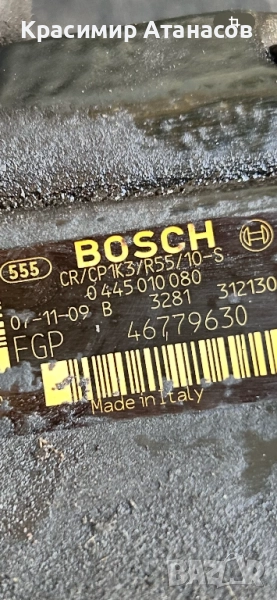 Красимир Атанасов
BOSCH
555
CR/CP1K3/R55/10-S
0 445 010 080
07-11-09 B 3281 312130
FGP 46779630
Made in Italy
BAZAR